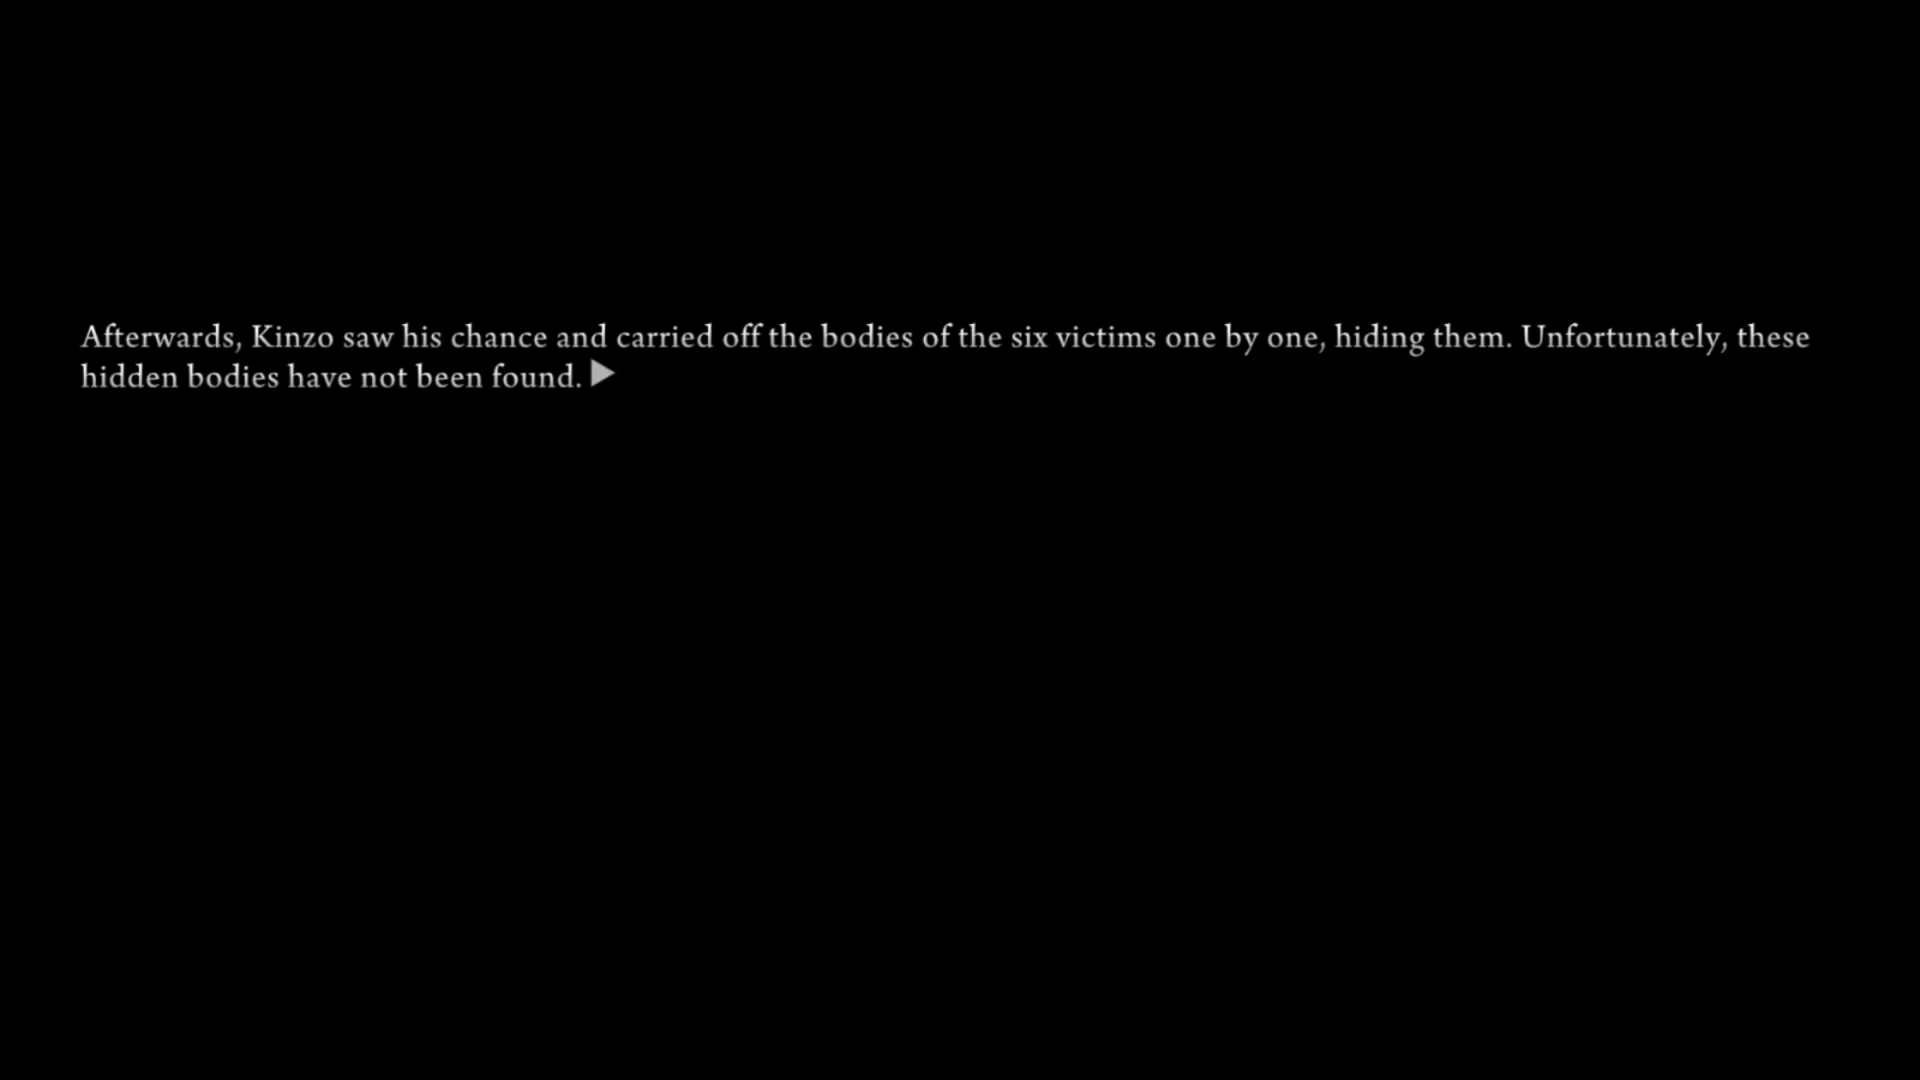 Afterwards, Kinzo saw his chance and carried off the bodies of the six victims one by one, hiding them. Unfortunately, these
hidden bodies have not been found.